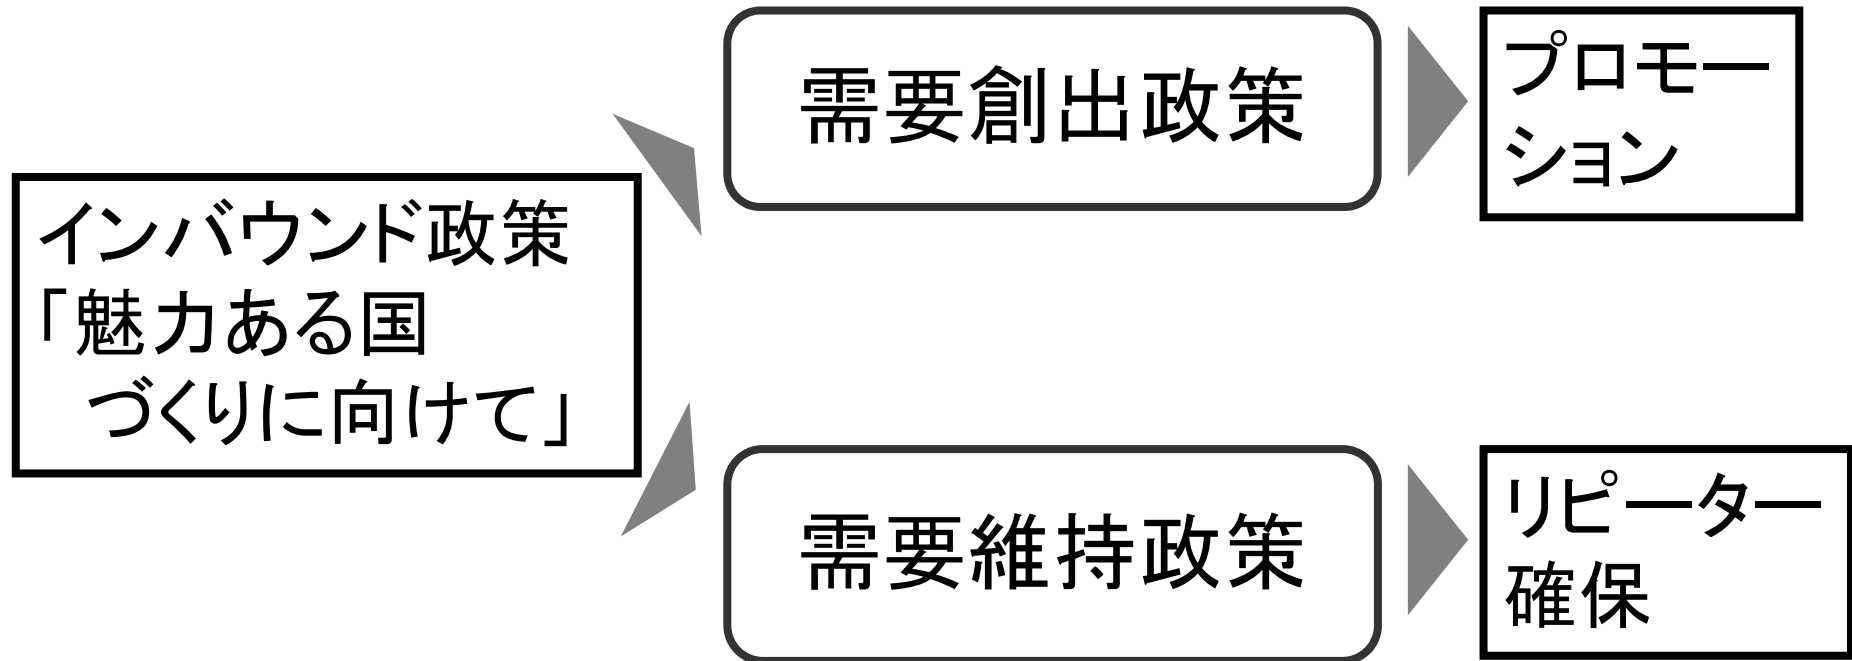 インバウンド政策
「魅力ある国
づくりに向けて」
需要創出政策
プロモー
ション
需要維持政策
リピーター
確保